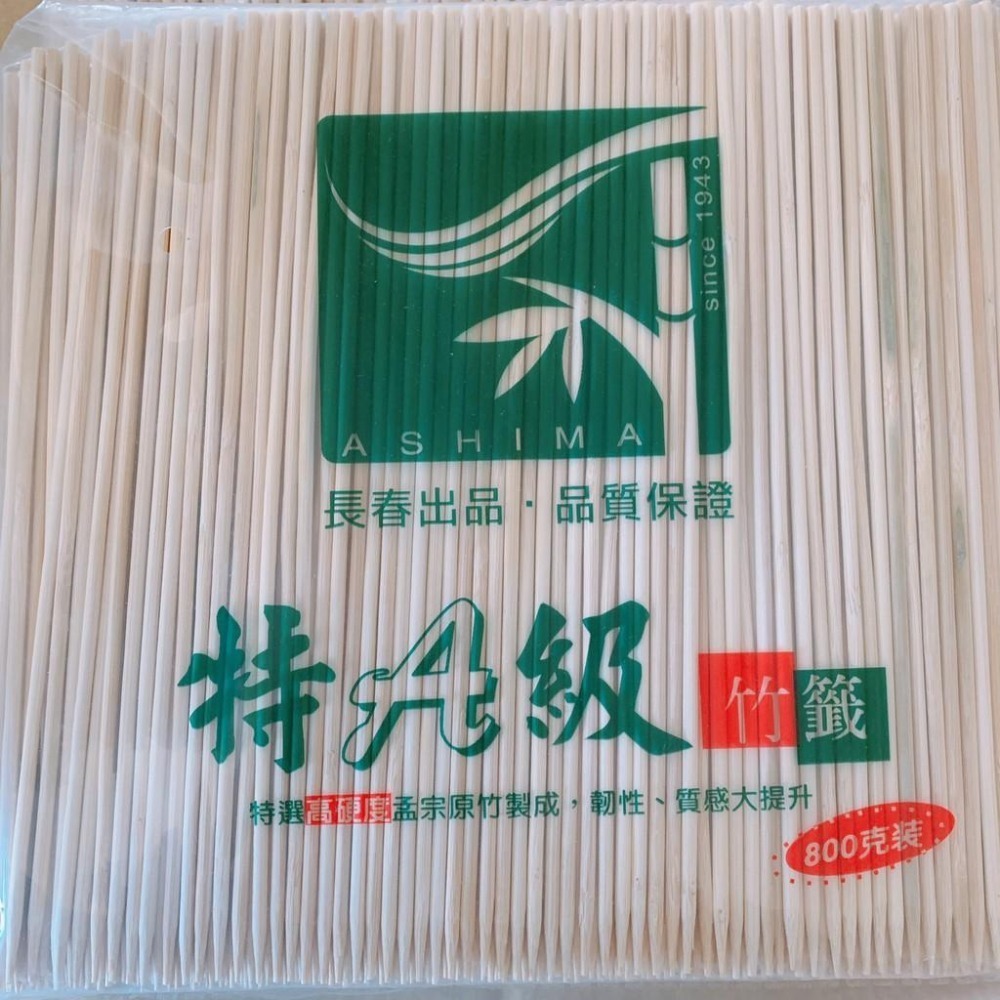 since 1943
ASHIMA
長春出品・品質保證
特A級
竹籤
特選高硬度孟宗原竹製成，韌性、質感大提升
800克装